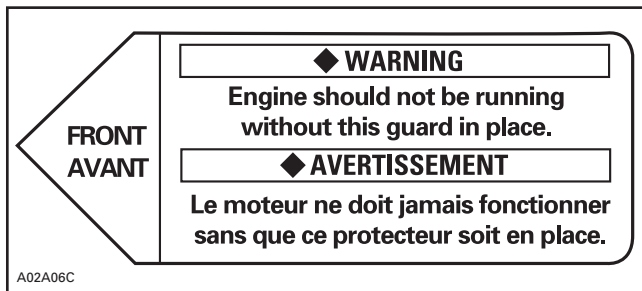 FRONT
AVANT
◆ WARNING
Engine should not be running
without this guard in place.
◆ AVERTISSEMENT
Le moteur ne doit jamais fonctionner
sans que ce protecteur soit en place.
A02A06C